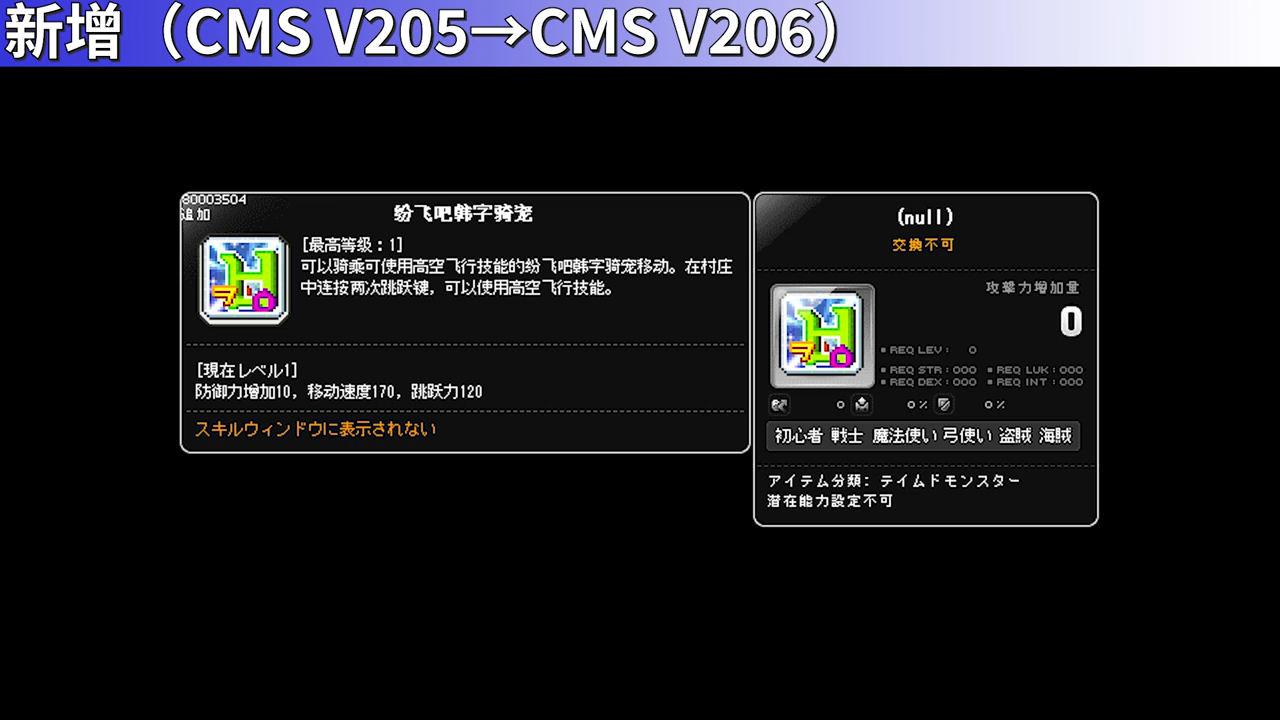 新增（CMS V205→CMS V206）
80003504
追加
纷飞吧韩字骑宠
[最高等级：1]
可以骑乘可使用高空飞行技能的纷飞吧韩字骑宠移动。在村庄
中连按两次跳跃键，可以使用高空飞行技能。
[現在レベル1]
防御力增加10，移动速度170，跳跃力120
スキルウィンドウに表示されない
(null)
交換不可
攻撃力増加量
0
REQ LEV : 0
REQ STR : 000 REQ LUK : 000
REQ DEX : 000 REQ INT : 000
0 0 % 0 %
初心者 戦士 魔法使い 弓使い 盗賊 海賊
アイテム分類: テイムドモンスター
潜在能力設定不可